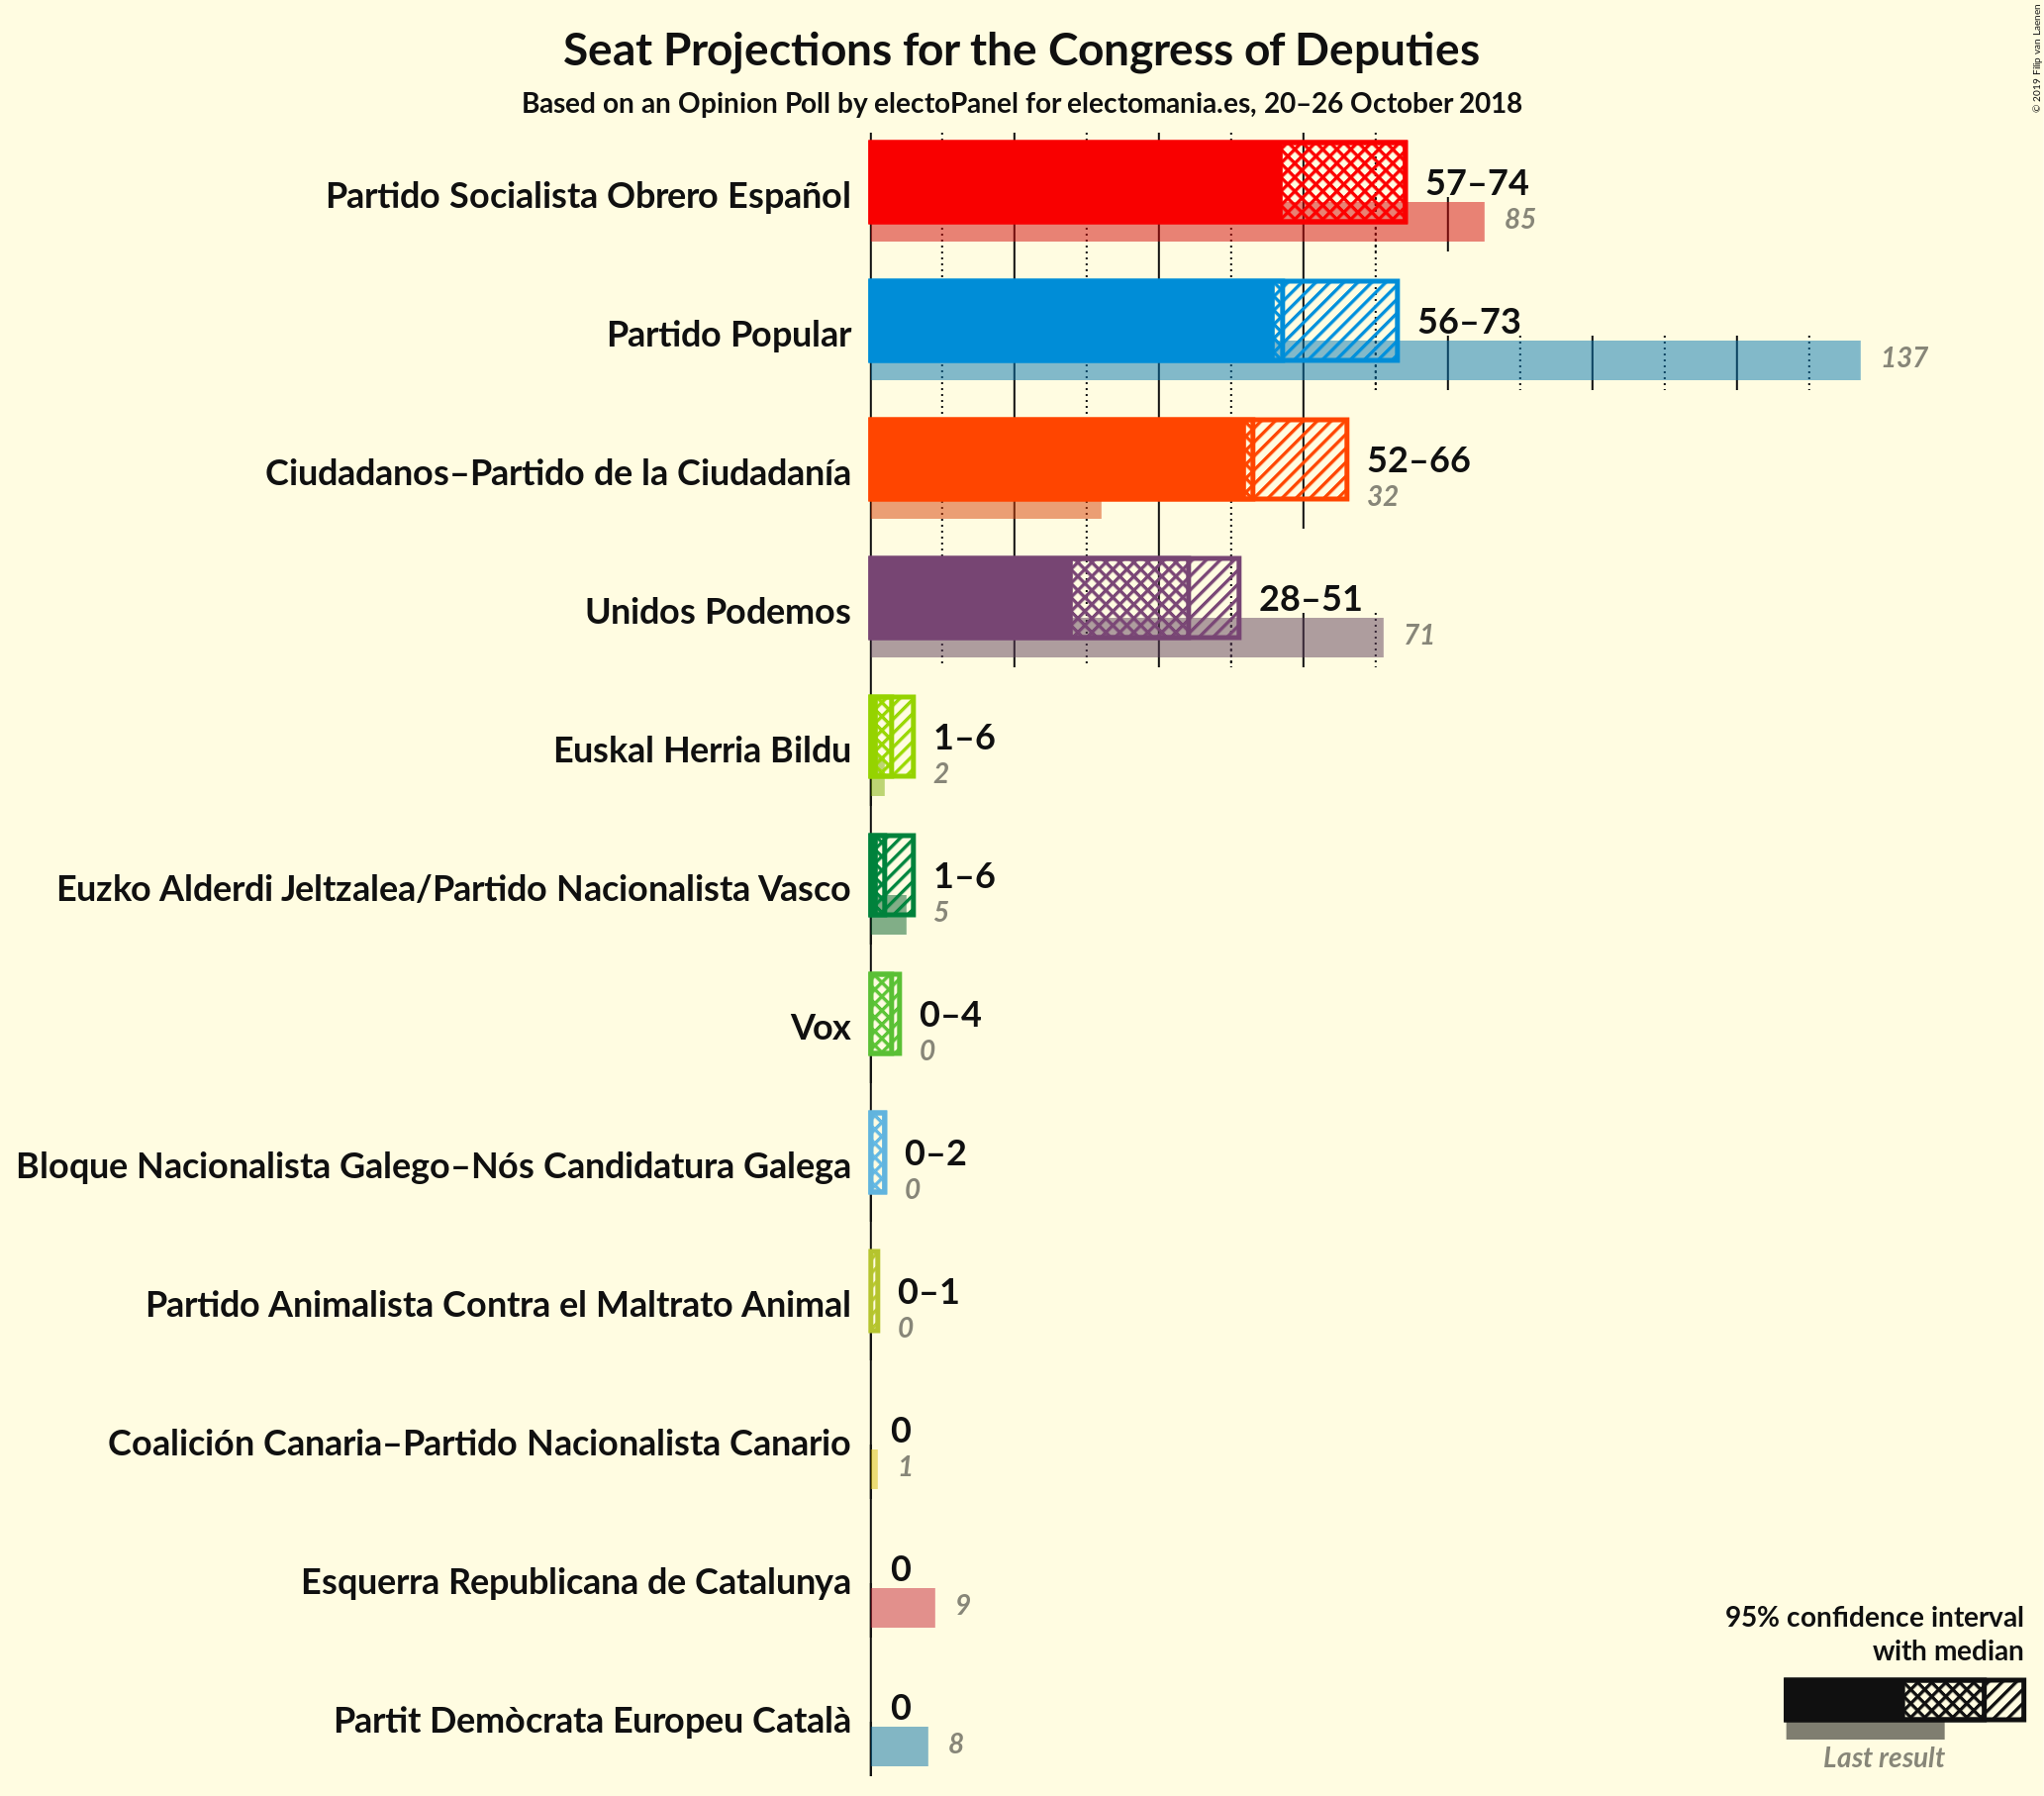 Seat Projections for the Congress of Deputies
Based on an Opinion Poll by electoPanel for electomania.es, 20–26 October 2018
© 2019 Filip van Laenen
Partido Socialista Obrero Español
57–74
85
Partido Popular
56–73
137
Ciudadanos–Partido de la Ciudadanía
52–66
32
Unidos Podemos
28–51
71
Euskal Herria Bildu
1–6
2
Euzko Alderdi Jeltzalea/Partido Nacionalista Vasco
1–6
5
Vox
0–4
0
Bloque Nacionalista Galego–Nós Candidatura Galega
0–2
0
Partido Animalista Contra el Maltrato Animal
0–1
0
Coalición Canaria–Partido Nacionalista Canario
0
1
Esquerra Republicana de Catalunya
0
9
Partit Demòcrata Europeu Català
0
8
95% confidence interval
with median
Last result